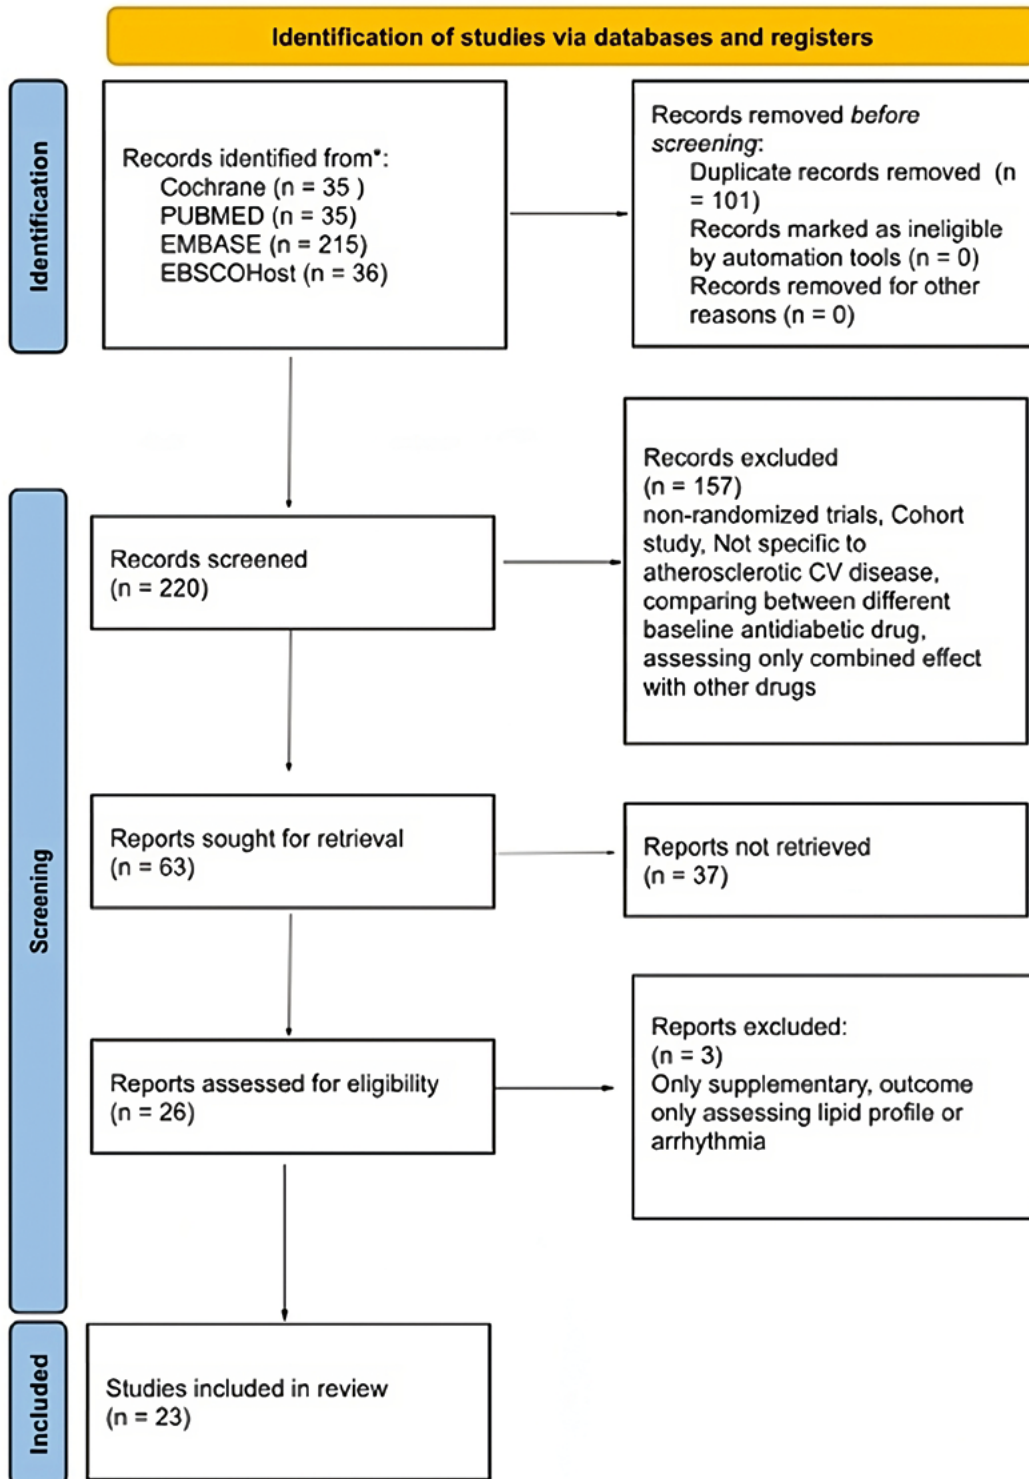 Identification of studies via databases and registers
Identification
Records identified from*:
Cochrane (n = 35 )
PUBMED (n = 35)
EMBASE (n = 215)
EBSCOHost (n = 36)
Records removed before
screening:
Duplicate records removed (n
= 101)
Records marked as ineligible
by automation tools (n = 0)
Records removed for other
reasons (n = 0)
Screening
Records screened
(n = 220)
Records excluded
(n = 157)
non-randomized trials, Cohort
study, Not specific to
atherosclerotic CV disease,
comparing between different
baseline antidiabetic drug,
assessing only combined effect
with other drugs
Reports sought for retrieval
(n = 63)
Reports not retrieved
(n = 37)
Reports assessed for eligibility
(n = 26)
Reports excluded:
(n = 3)
Only supplementary, outcome
only assessing lipid profile or
arrhythmia
Included
Studies included in review
(n = 23)